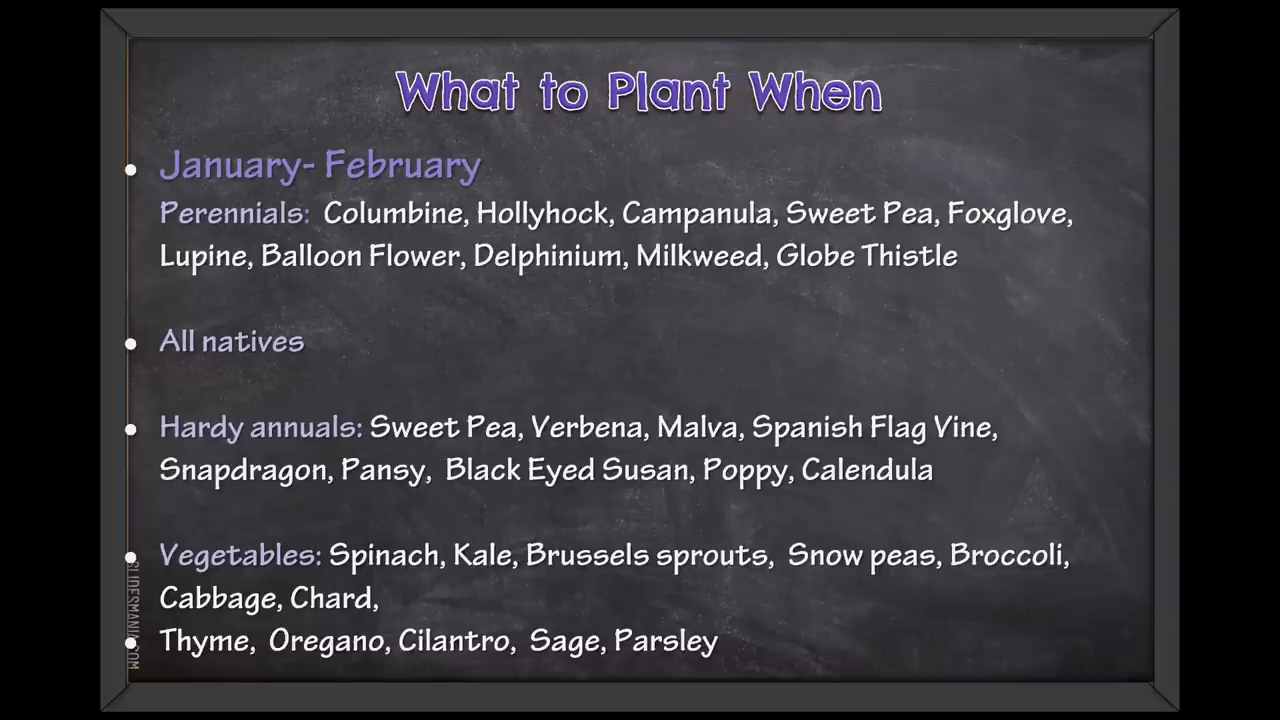 What to Plant When
• January- February
Perennials: Columbine, Hollyhock, Campanula, Sweet Pea, Foxglove,
Lupine, Balloon Flower, Delphinium, Milkweed, Globe Thistle
• All natives
• Hardy annuals: Sweet Pea, Verbena, Malva, Spanish Flag Vine,
Snapdragon, Pansy, Black Eyed Susan, Poppy, Calendula
• Vegetables: Spinach, Kale, Brussels sprouts, Snow peas, Broccoli,
Cabbage, Chard,
• Thyme, Oregano, Cilantro, Sage, Parsley
SLIDESMANIA.COM